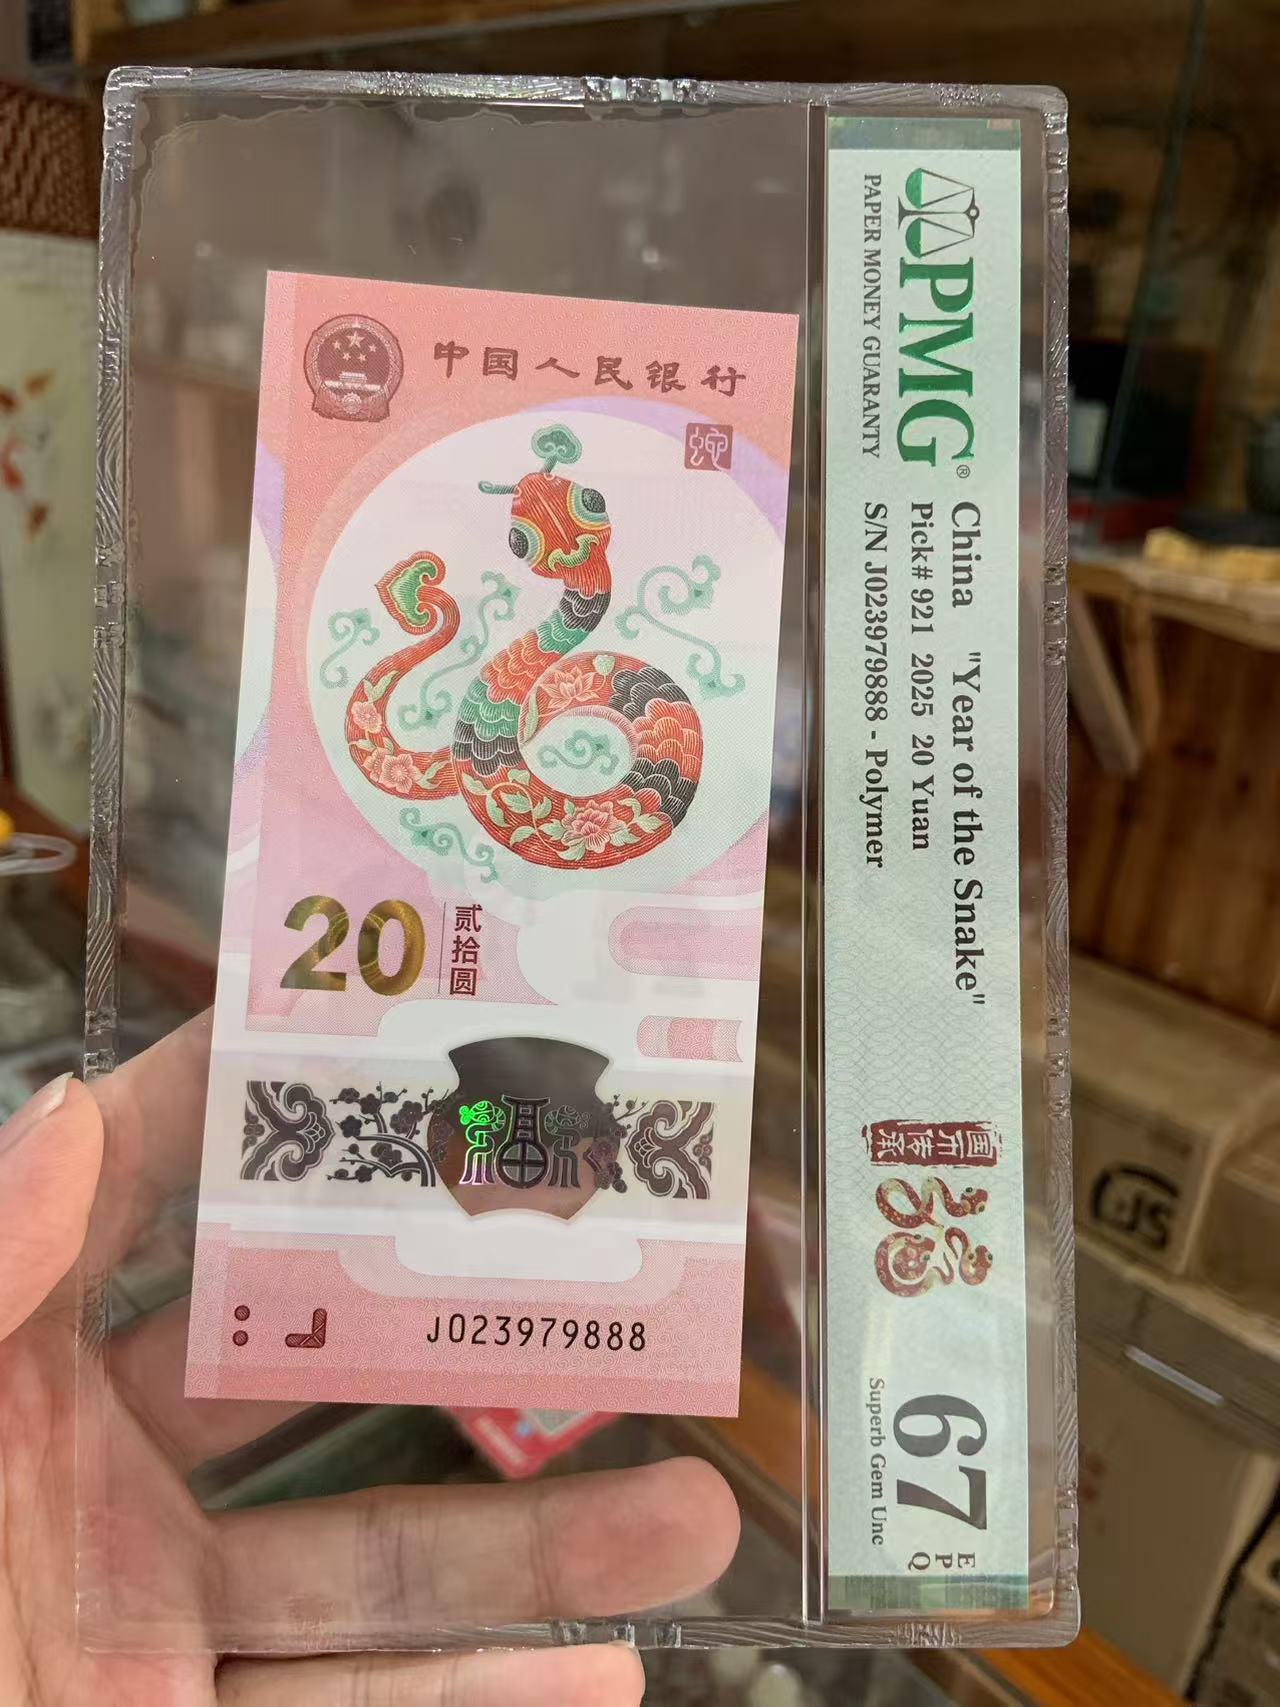 中国人民银行
蛇
20
贰拾圆
J023979888
PMG®
PAPER MONEY GUARANTY
China "Year of the Snake"
Pick# 921 2025 20 Yuan
S/N J023979888 - Polymer
国币传承
67
EPQ
Superb Gem Unc
SF